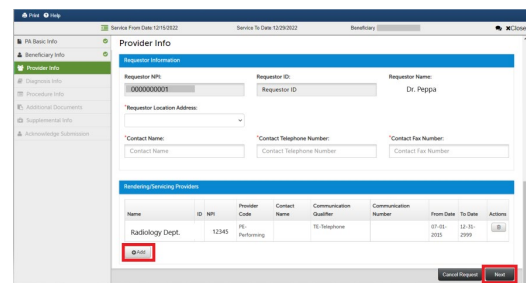 Print Help
Service From Date:12/15/2022 Service To Date:12/29/2022 Beneficiary Close
PA Basic Info
Beneficiary Info
Provider Info
Diagnosis Info
Procedure Info
Additional Documents
Supplemental Info
Acknowledge Submission
Provider Info
Requestor Information
Requestor NPI: Requestor ID: Requestor Name:
0000000001 Requestor ID Dr. Peppa
*Requestor Location Address:
*Contact Name: *Contact Telephone Number: *Contact Fax Number:
Contact Name Contact Telephone Number Contact Fax Number
Rendering/Servicing Providers
Name ID NPI Provider Code Contact Name Communication Qualifier Communication Number From Date To Date Actions
Radiology Dept. 12345 PE-Performing TE-Telephone 07-01-2015 12-31-2999
Add
Cancel Request Next